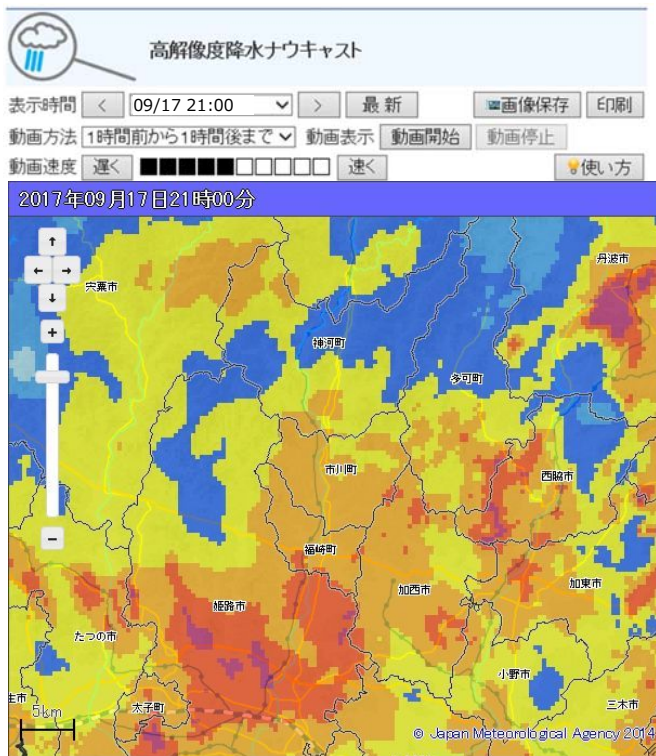 高解像度降水ナウキャスト
表示時間 < 09/17 21:00 > 最 新 画像保存 印刷
動画方法 1時間前から1時間後まで 動画表示 動画開始 動画停止
動画速度 遅く 速く 使い方
2017年09月17日21時00分
丹波市
宍粟市
神河町
多可町
市川町
西脇市
福崎町
加西市
加東市
姫路市
たつの市
小野市
生市
太子町
三木市
5km
© Japan Meteorological Agency 2014